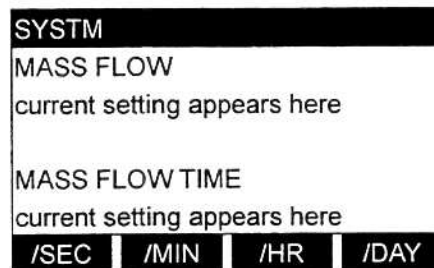 SYSTM
MASS FLOW
current setting appears here
MASS FLOW TIME
current setting appears here
/SEC /MIN /HR /DAY